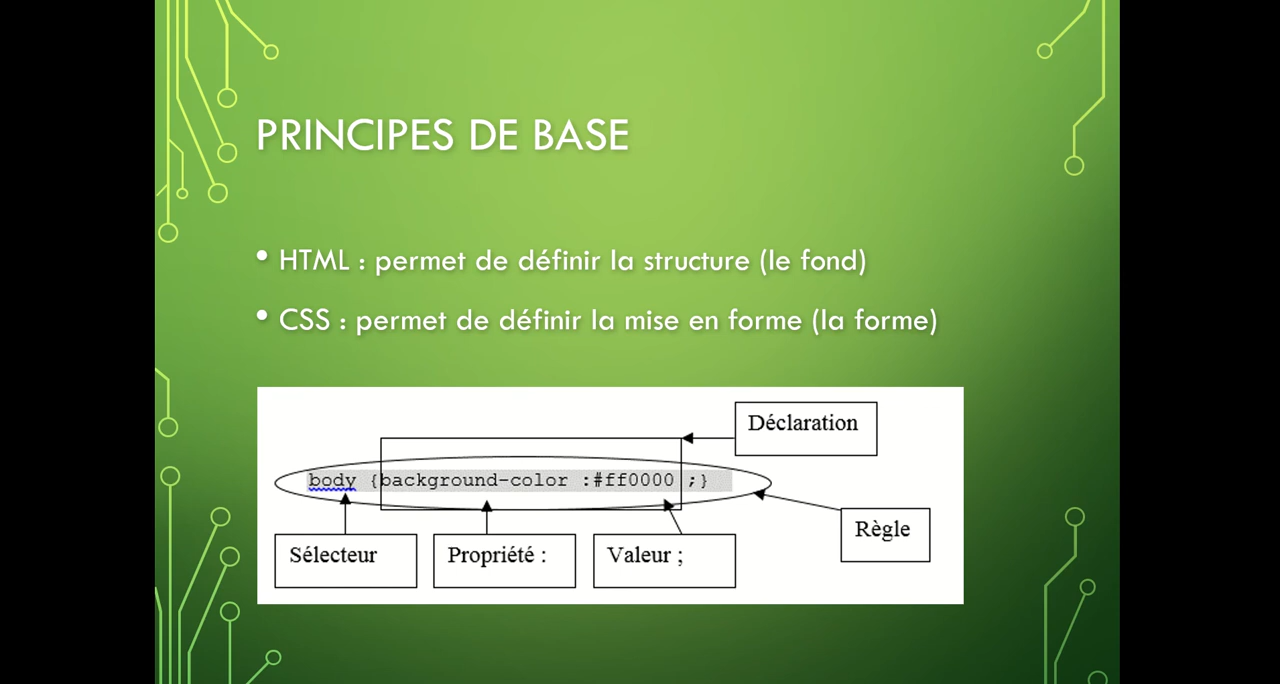 PRINCIPES DE BASE
• HTML : permet de définir la structure (le fond)
• CSS : permet de définir la mise en forme (la forme)
Déclaration
body {background-color :#ff0000 ;}
Règle
Sélecteur
Propriété :
Valeur ;